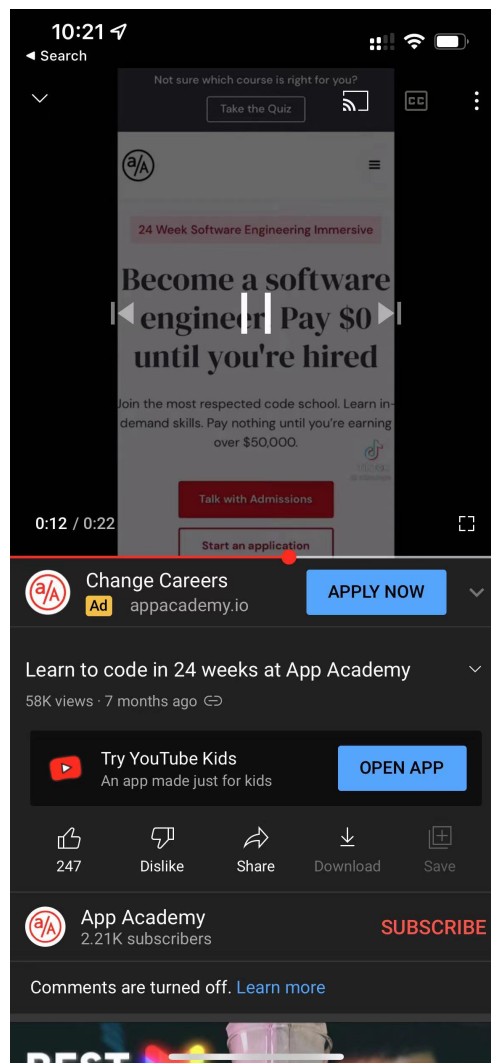 10:21
◀ Search
Not sure which course is right for you?
Take the Quiz
CC
a/A
24 Week Software Engineering Immersive
Become a software
engineer. Pay $0
until you're hired
Join the most respected code school. Learn in-
demand skills. Pay nothing until you're earning
over $50,000.
Talk with Admissions
0:12 / 0:22
Start an application
a/A
Change Careers
Ad appacademy.io
APPLY NOW
Learn to code in 24 weeks at App Academy
58K views · 7 months ago
Try YouTube Kids
An app made just for kids
OPEN APP
247
Dislike
Share
Download
Save
a/A
App Academy
2.21K subscribers
SUBSCRIBE
Comments are turned off. Learn more
BEST